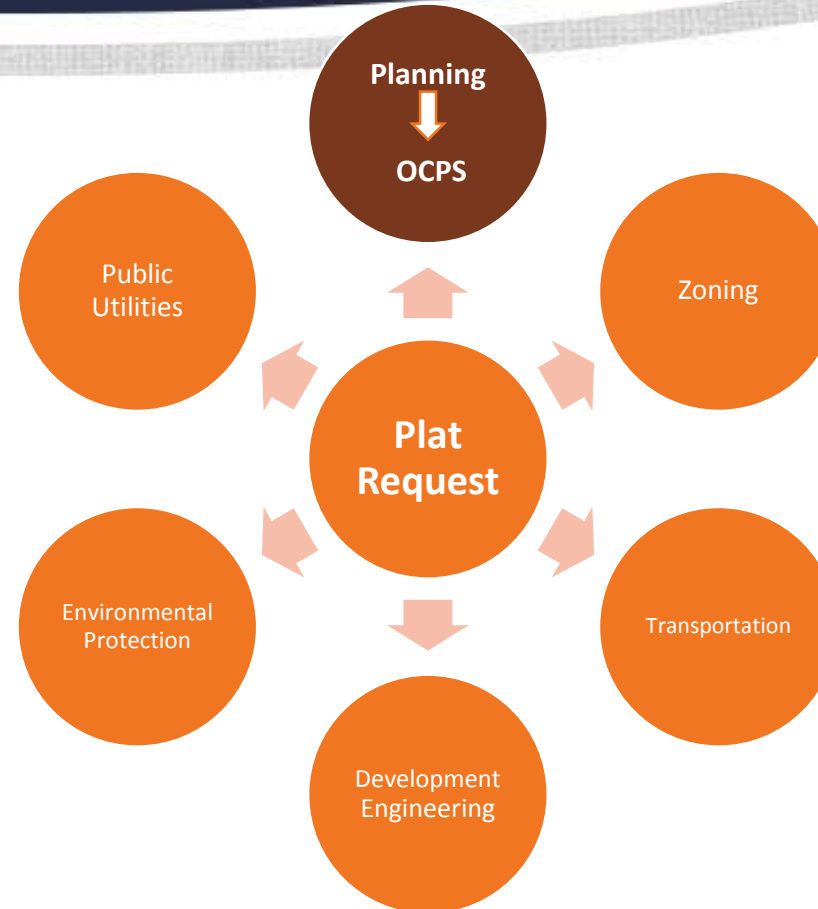 Planning
OCPS
Public
Utilities
Zoning
Plat
Request
Environmental
Protection
Transportation
Development
Engineering